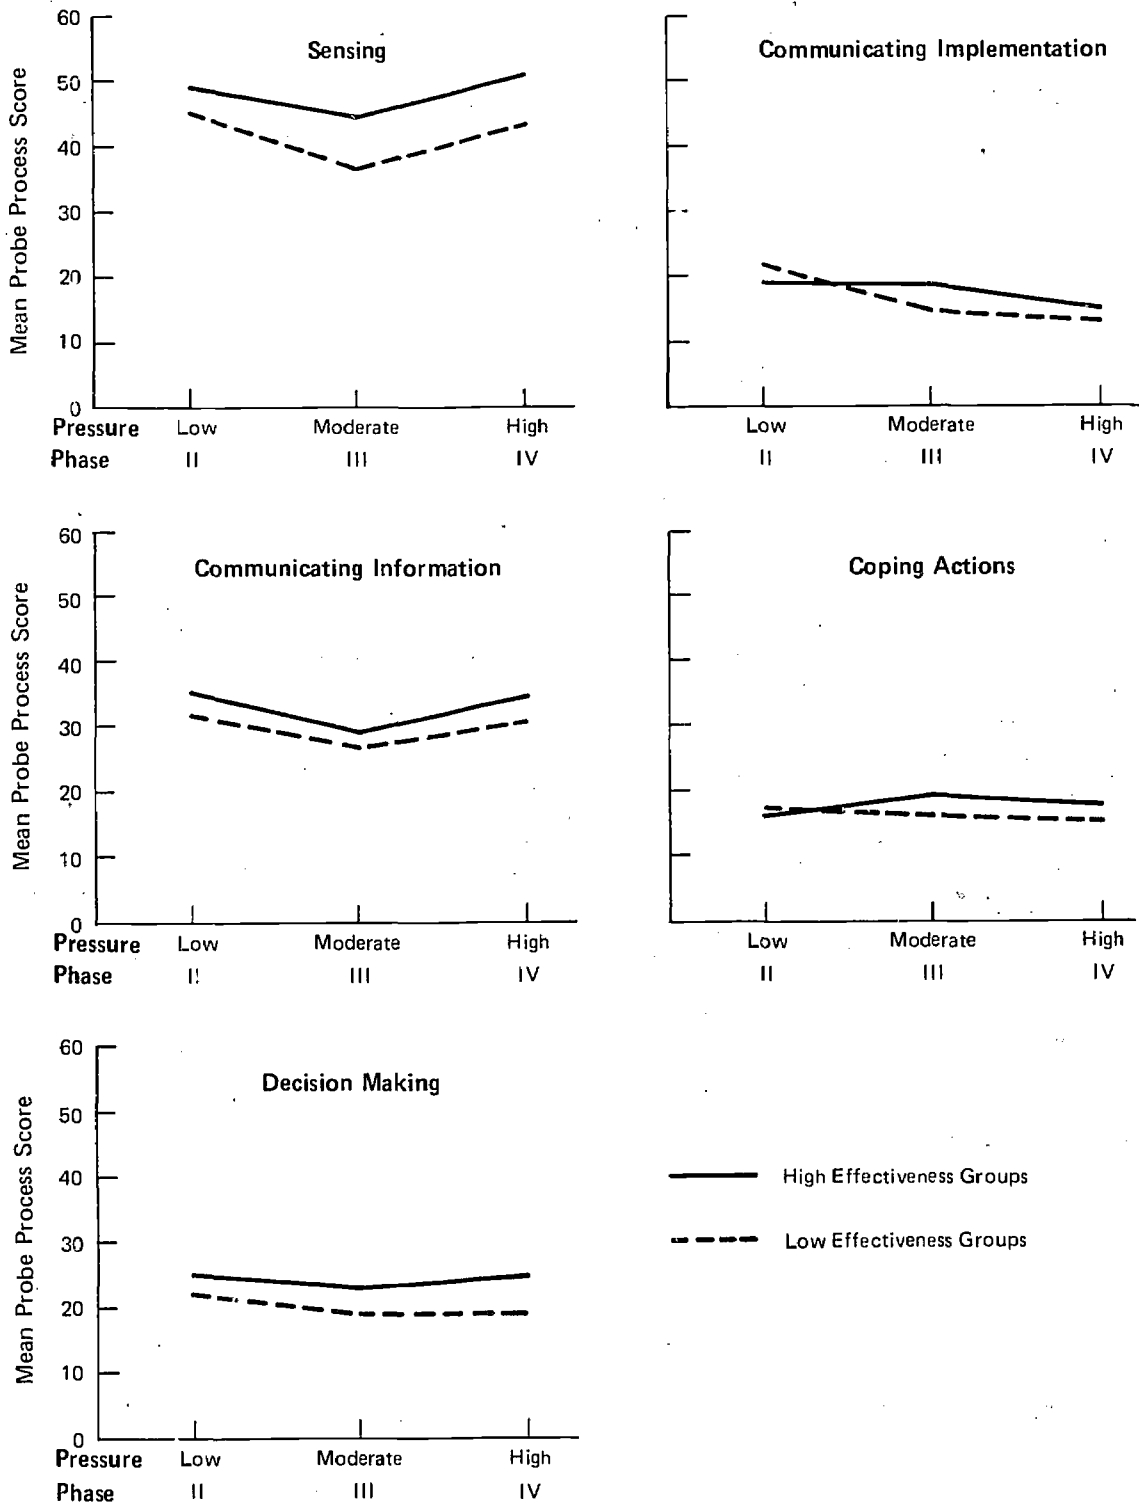 Sensing
Mean Probe Process Score
60
50
40
30
20
10
0
Pressure Low Moderate High
Phase II III IV
Communicating Implementation
Low Moderate High
II III IV
Communicating Information
Mean Probe Process Score
60
50
40
30
20
10
0
Pressure Low Moderate High
Phase II III IV
Coping Actions
Low Moderate High
II III IV
Decision Making
Mean Probe Process Score
60
50
40
30
20
10
0
Pressure Low Moderate High
Phase II III IV
High Effectiveness Groups
Low Effectiveness Groups